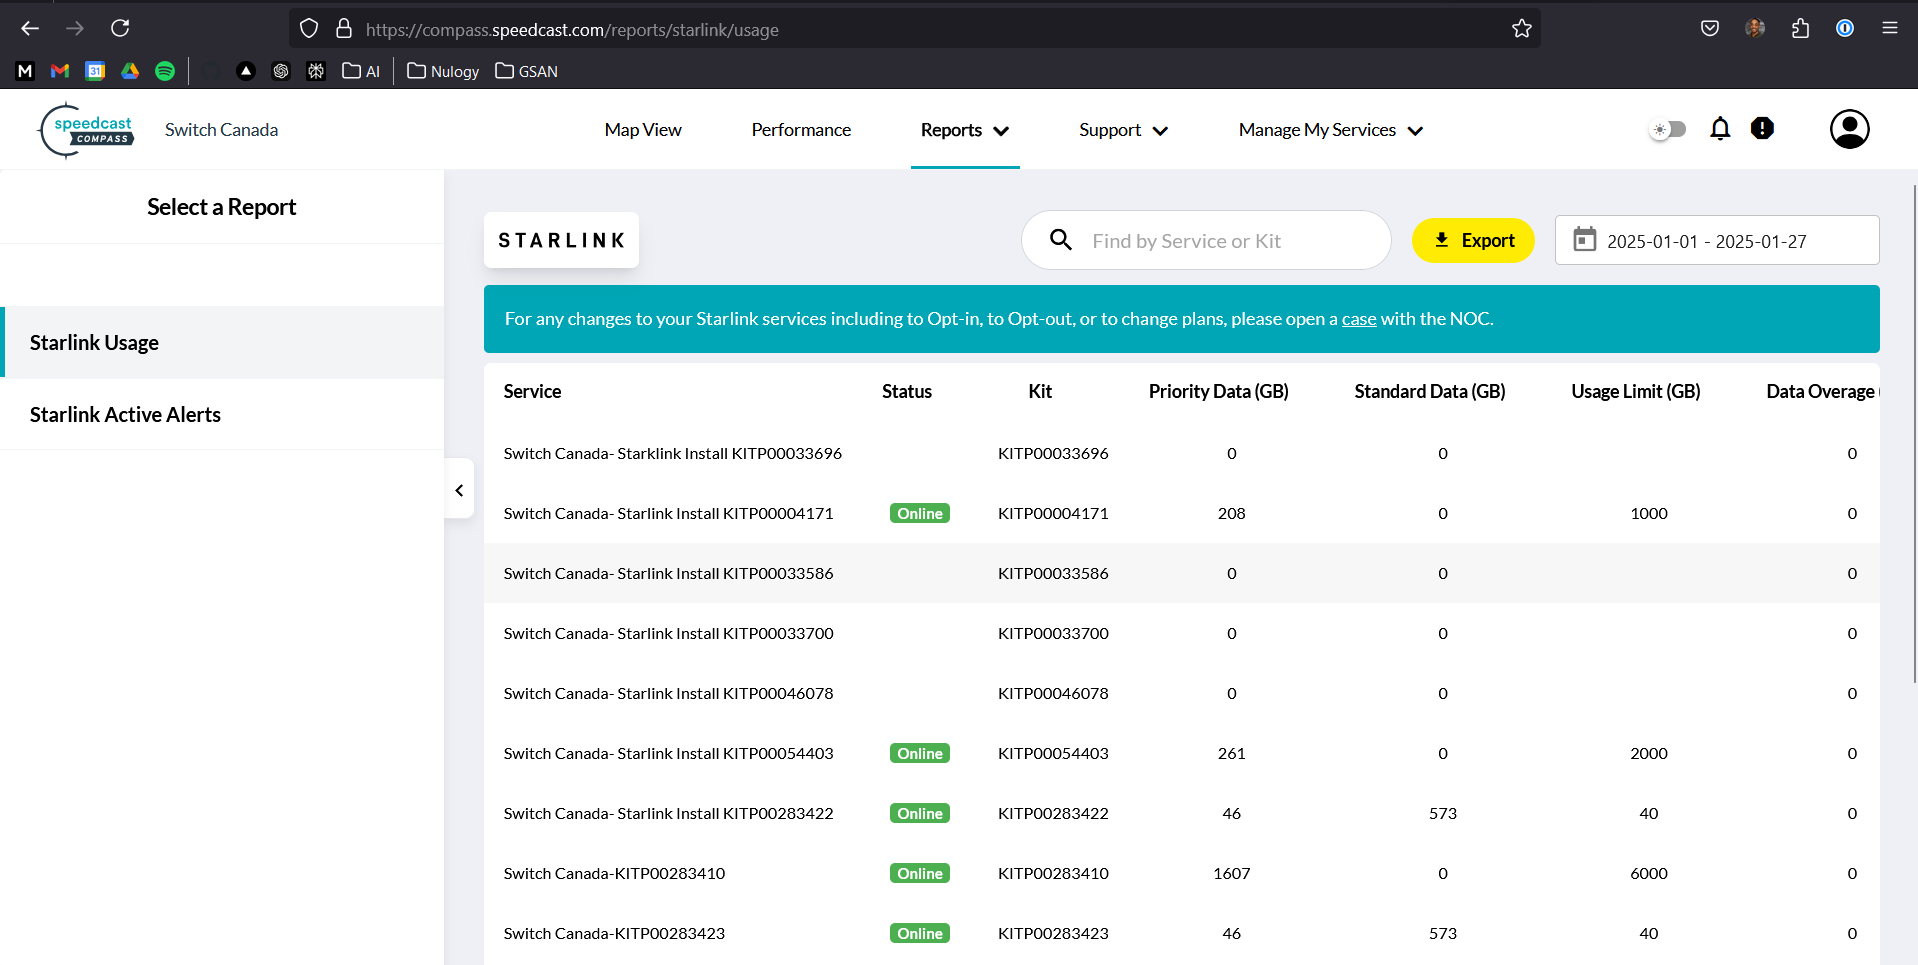 https://compass.speedcast.com/reports/starlink/usage
M 31 AI Nulogy GSAN
speedcast
COMPASS
Switch Canada
Map View Performance Reports Support Manage My Services
Select a Report
Starlink Usage
Starlink Active Alerts
STARLINK
Find by Service or Kit
Export
2025-01-01 - 2025-01-27
For any changes to your Starlink services including to Opt-in, to Opt-out, or to change plans, please open a case with the NOC.
Service Status Kit Priority Data (GB) Standard Data (GB) Usage Limit (GB) Data Overage (
Switch Canada- Starklink Install KITP00033696 KITP00033696 0 0 0
Switch Canada- Starlink Install KITP00004171 Online KITP00004171 208 0 1000 0
Switch Canada- Starlink Install KITP00033586 KITP00033586 0 0 0
Switch Canada- Starlink Install KITP00033700 KITP00033700 0 0 0
Switch Canada- Starlink Install KITP00046078 KITP00046078 0 0 0
Switch Canada- Starlink Install KITP00054403 Online KITP00054403 261 0 2000 0
Switch Canada- Starlink Install KITP00283422 Online KITP00283422 46 573 40 0
Switch Canada-KITP00283410 Online KITP00283410 1607 0 6000 0
Switch Canada-KITP00283423 Online KITP00283423 46 573 40 0